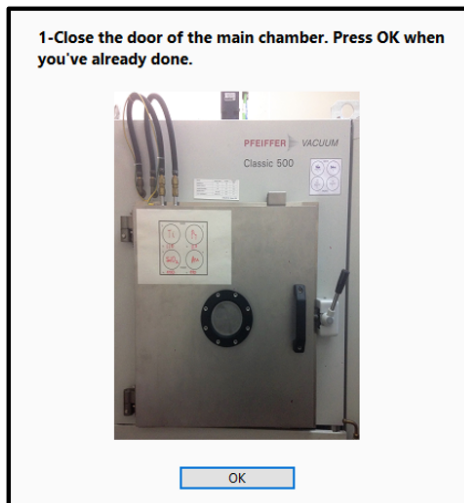 1-Close the door of the main chamber. Press OK when
you've already done.
PFEIFFER VACUUM
Classic 500
OK